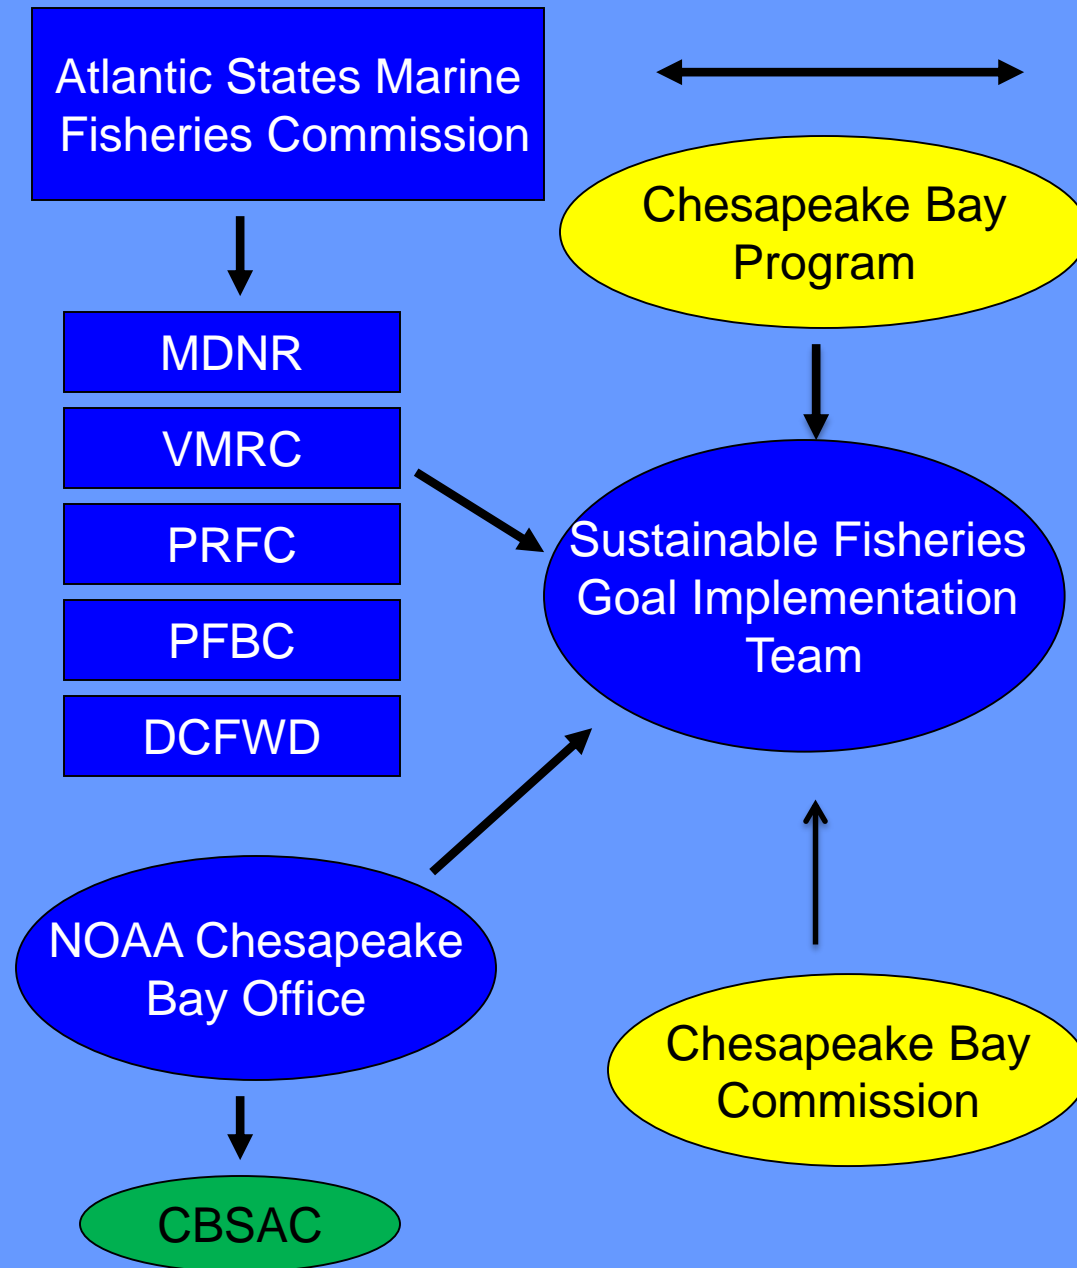 Atlantic States Marine
Fisheries Commission
Chesapeake Bay
Program
MDNR
VMRC
PRFC
PFBC
DCFWD
Sustainable Fisheries
Goal Implementation
Team
NOAA Chesapeake
Bay Office
Chesapeake Bay
Commission
CBSAC